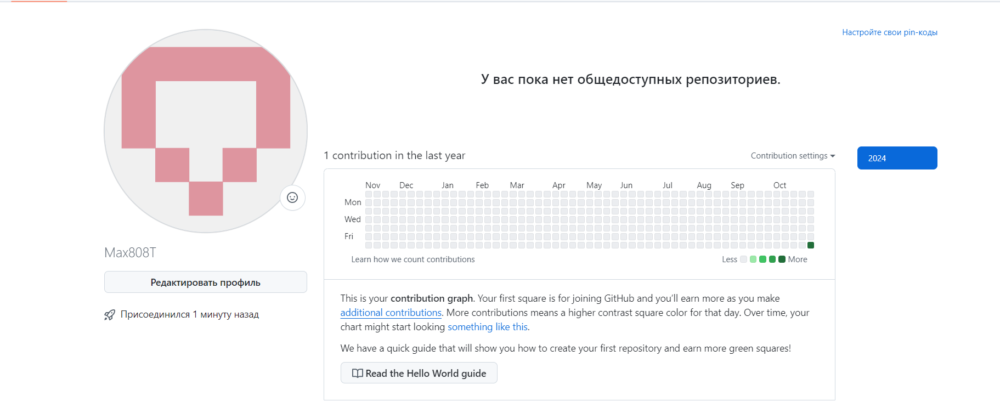 Настройте свои pin-коды
У вас пока нет общедоступных репозиториев.
Max808T
Редактировать профиль
Присоединился 1 минуту назад
1 contribution in the last year
Contribution settings
2024
Nov Dec Jan Feb Mar Apr May Jun Jul Aug Sep Oct
Mon
Wed
Fri
Learn how we count contributions
Less More
This is your contribution graph. Your first square is for joining GitHub and you’ll earn more as you make
additional contributions. More contributions means a higher contrast square color for that day. Over time, your
chart might start looking something like this.
We have a quick guide that will show you how to create your first repository and earn more green squares!
Read the Hello World guide